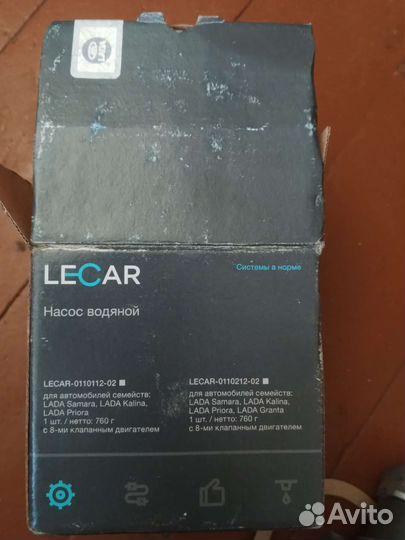 LECAR
Системы в норме
Насос водяной
LECAR-0110112-02
для автомобилей семейств:
LADA Samara, LADA Kalina,
LADA Priora
1 шт. / нетто: 760 г
с 8-ми клапанным двигателем
LECAR-0110212-02
для автомобилей семейств:
LADA Samara, LADA Kalina,
LADA Priora, LADA Granta
1 шт. / нетто: 760 г
с 8-ми клапанным двигателем
Avito